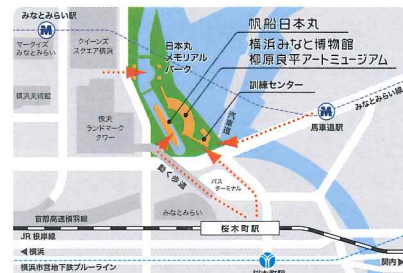 みなとみらい駅
マークイズ
みなとみらい
クイーンズ
スクエア横浜
日本丸
メモリアル
パーク
帆船日本丸
横浜みなと博物館
柳原良平アートミュージアム
訓練センター
みなとみらい線
馬車道駅
汽車道
横浜美術館
横浜
ランドマーク
タワー
動く歩道
バス
ターミナル
みなとみらい
首都高速横羽線
桜木町駅
JR 根岸線
◀横浜
関内▶
横浜市営地下鉄ブルーライン
桜木町駅